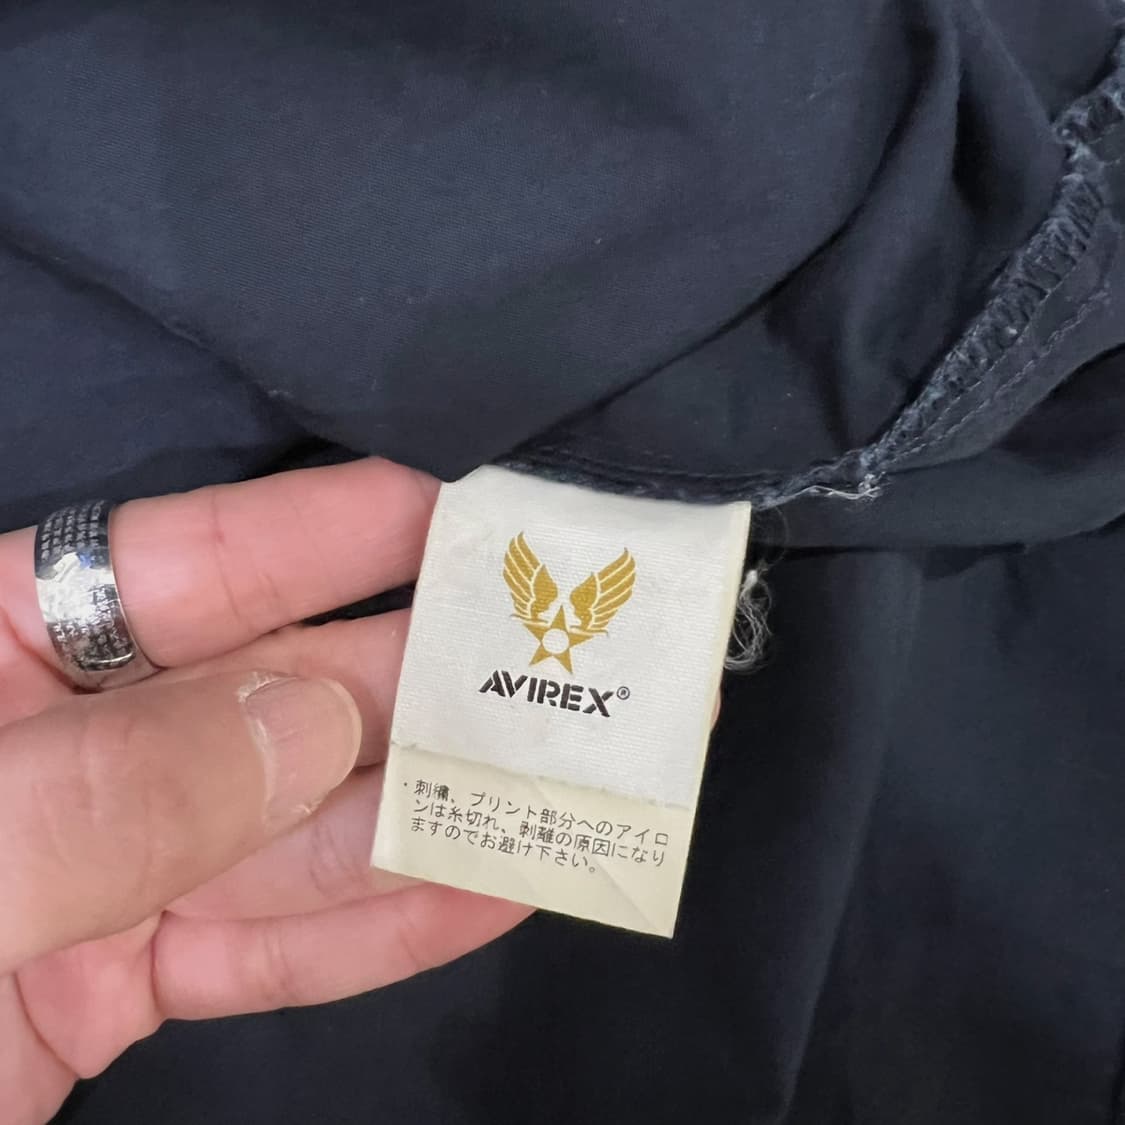 AVIREX®
・刺繍、プリント部分へのアイロ
ンは糸切れ、剥離の原因になり
ますのでお避け下さい。